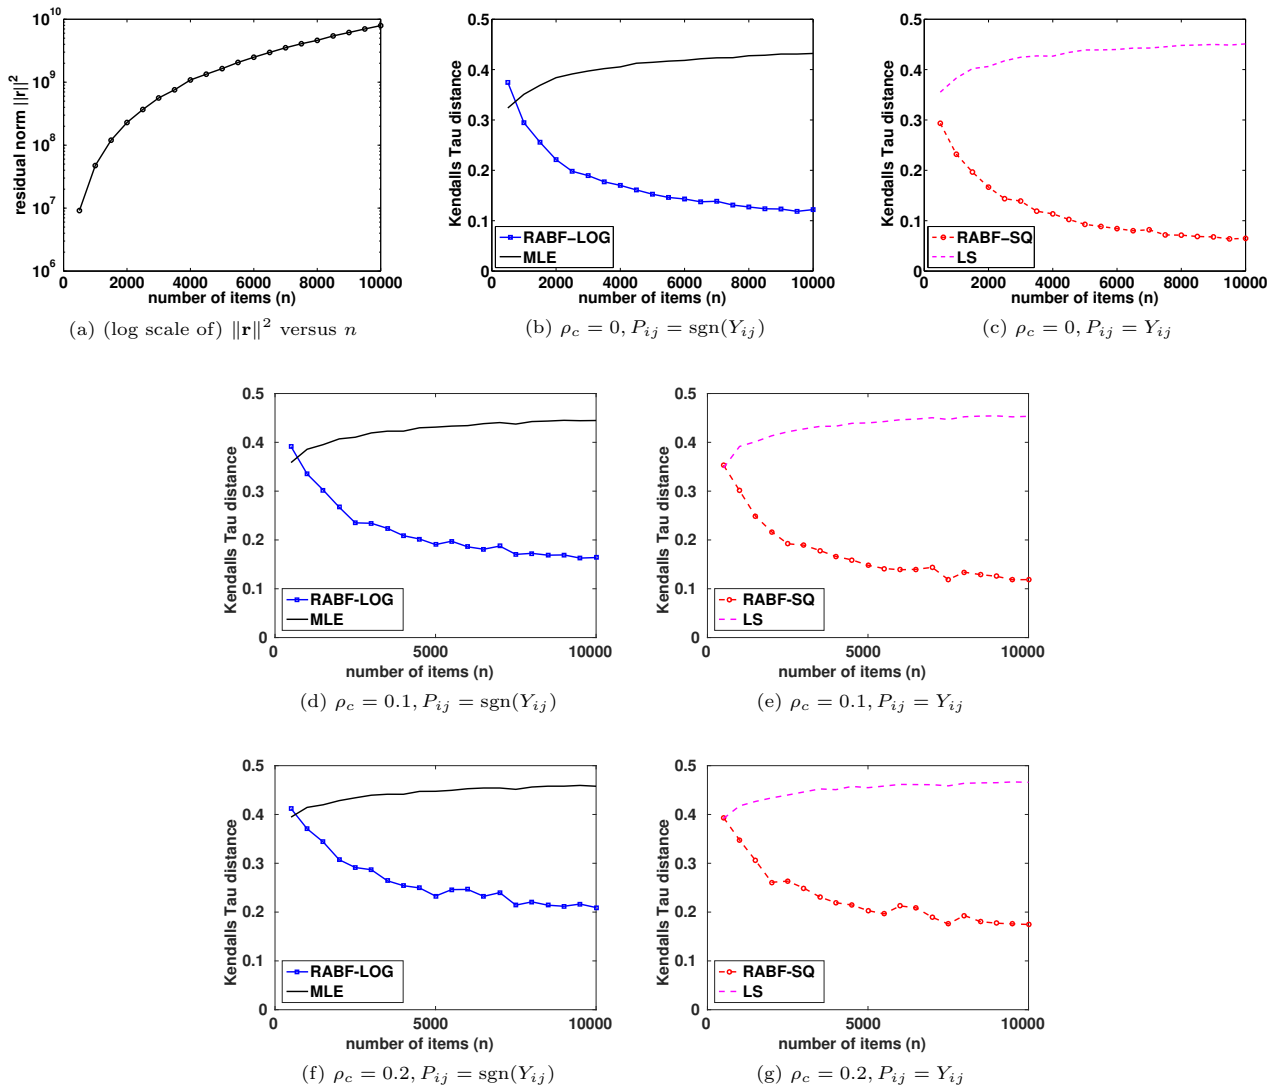 10^10
10^9
10^8
10^7
10^6
residual norm ||r||^2
0 2000 4000 6000 8000 10000
number of items (n)
(a) (log scale of) ‖r‖^2 versus n
0.5
0.4
0.3
0.2
0.1
0
Kendalls Tau distance
RABF−LOG
MLE
0 2000 4000 6000 8000 10000
number of items (n)
(b) ρ_c = 0, P_ij = sgn(Y_ij)
0.5
0.4
0.3
0.2
0.1
0
Kendalls Tau distance
RABF−SQ
LS
0 2000 4000 6000 8000 10000
number of items (n)
(c) ρ_c = 0, P_ij = Y_ij
0.5
0.4
0.3
0.2
0.1
0
Kendalls Tau distance
RABF-LOG
MLE
0 5000 10000
number of items (n)
(d) ρ_c = 0.1, P_ij = sgn(Y_ij)
0.5
0.4
0.3
0.2
0.1
0
Kendalls Tau distance
RABF-SQ
LS
0 5000 10000
number of items (n)
(e) ρ_c = 0.1, P_ij = Y_ij
0.5
0.4
0.3
0.2
0.1
0
Kendalls Tau distance
RABF-LOG
MLE
0 5000 10000
number of items (n)
(f) ρ_c = 0.2, P_ij = sgn(Y_ij)
0.5
0.4
0.3
0.2
0.1
0
Kendalls Tau distance
RABF-SQ
LS
0 5000 10000
number of items (n)
(g) ρ_c = 0.2, P_ij = Y_ij